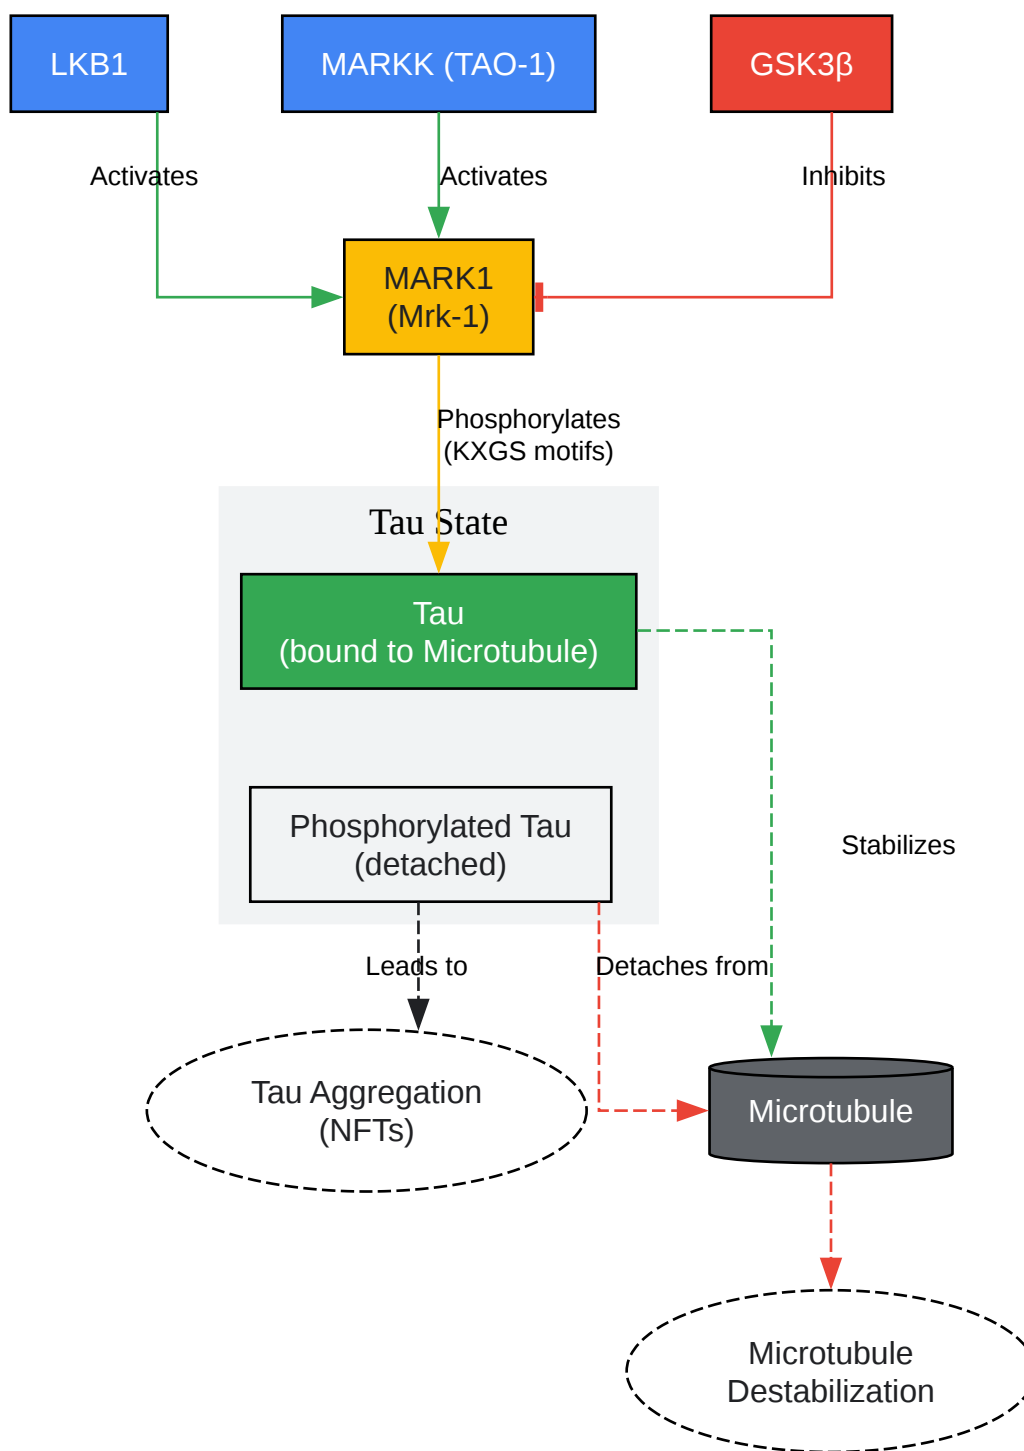 LKB1
MARKK (TAO-1)
GSK3β
Activates
Activates
Inhibits
MARK1
(Mrk-1)
Phosphorylates
(KXGS motifs)
Tau State
Tau
(bound to Microtubule)
Phosphorylated Tau
(detached)
Stabilizes
Leads to
Detaches from
Tau Aggregation
(NFTs)
Microtubule
Microtubule
Destabilization